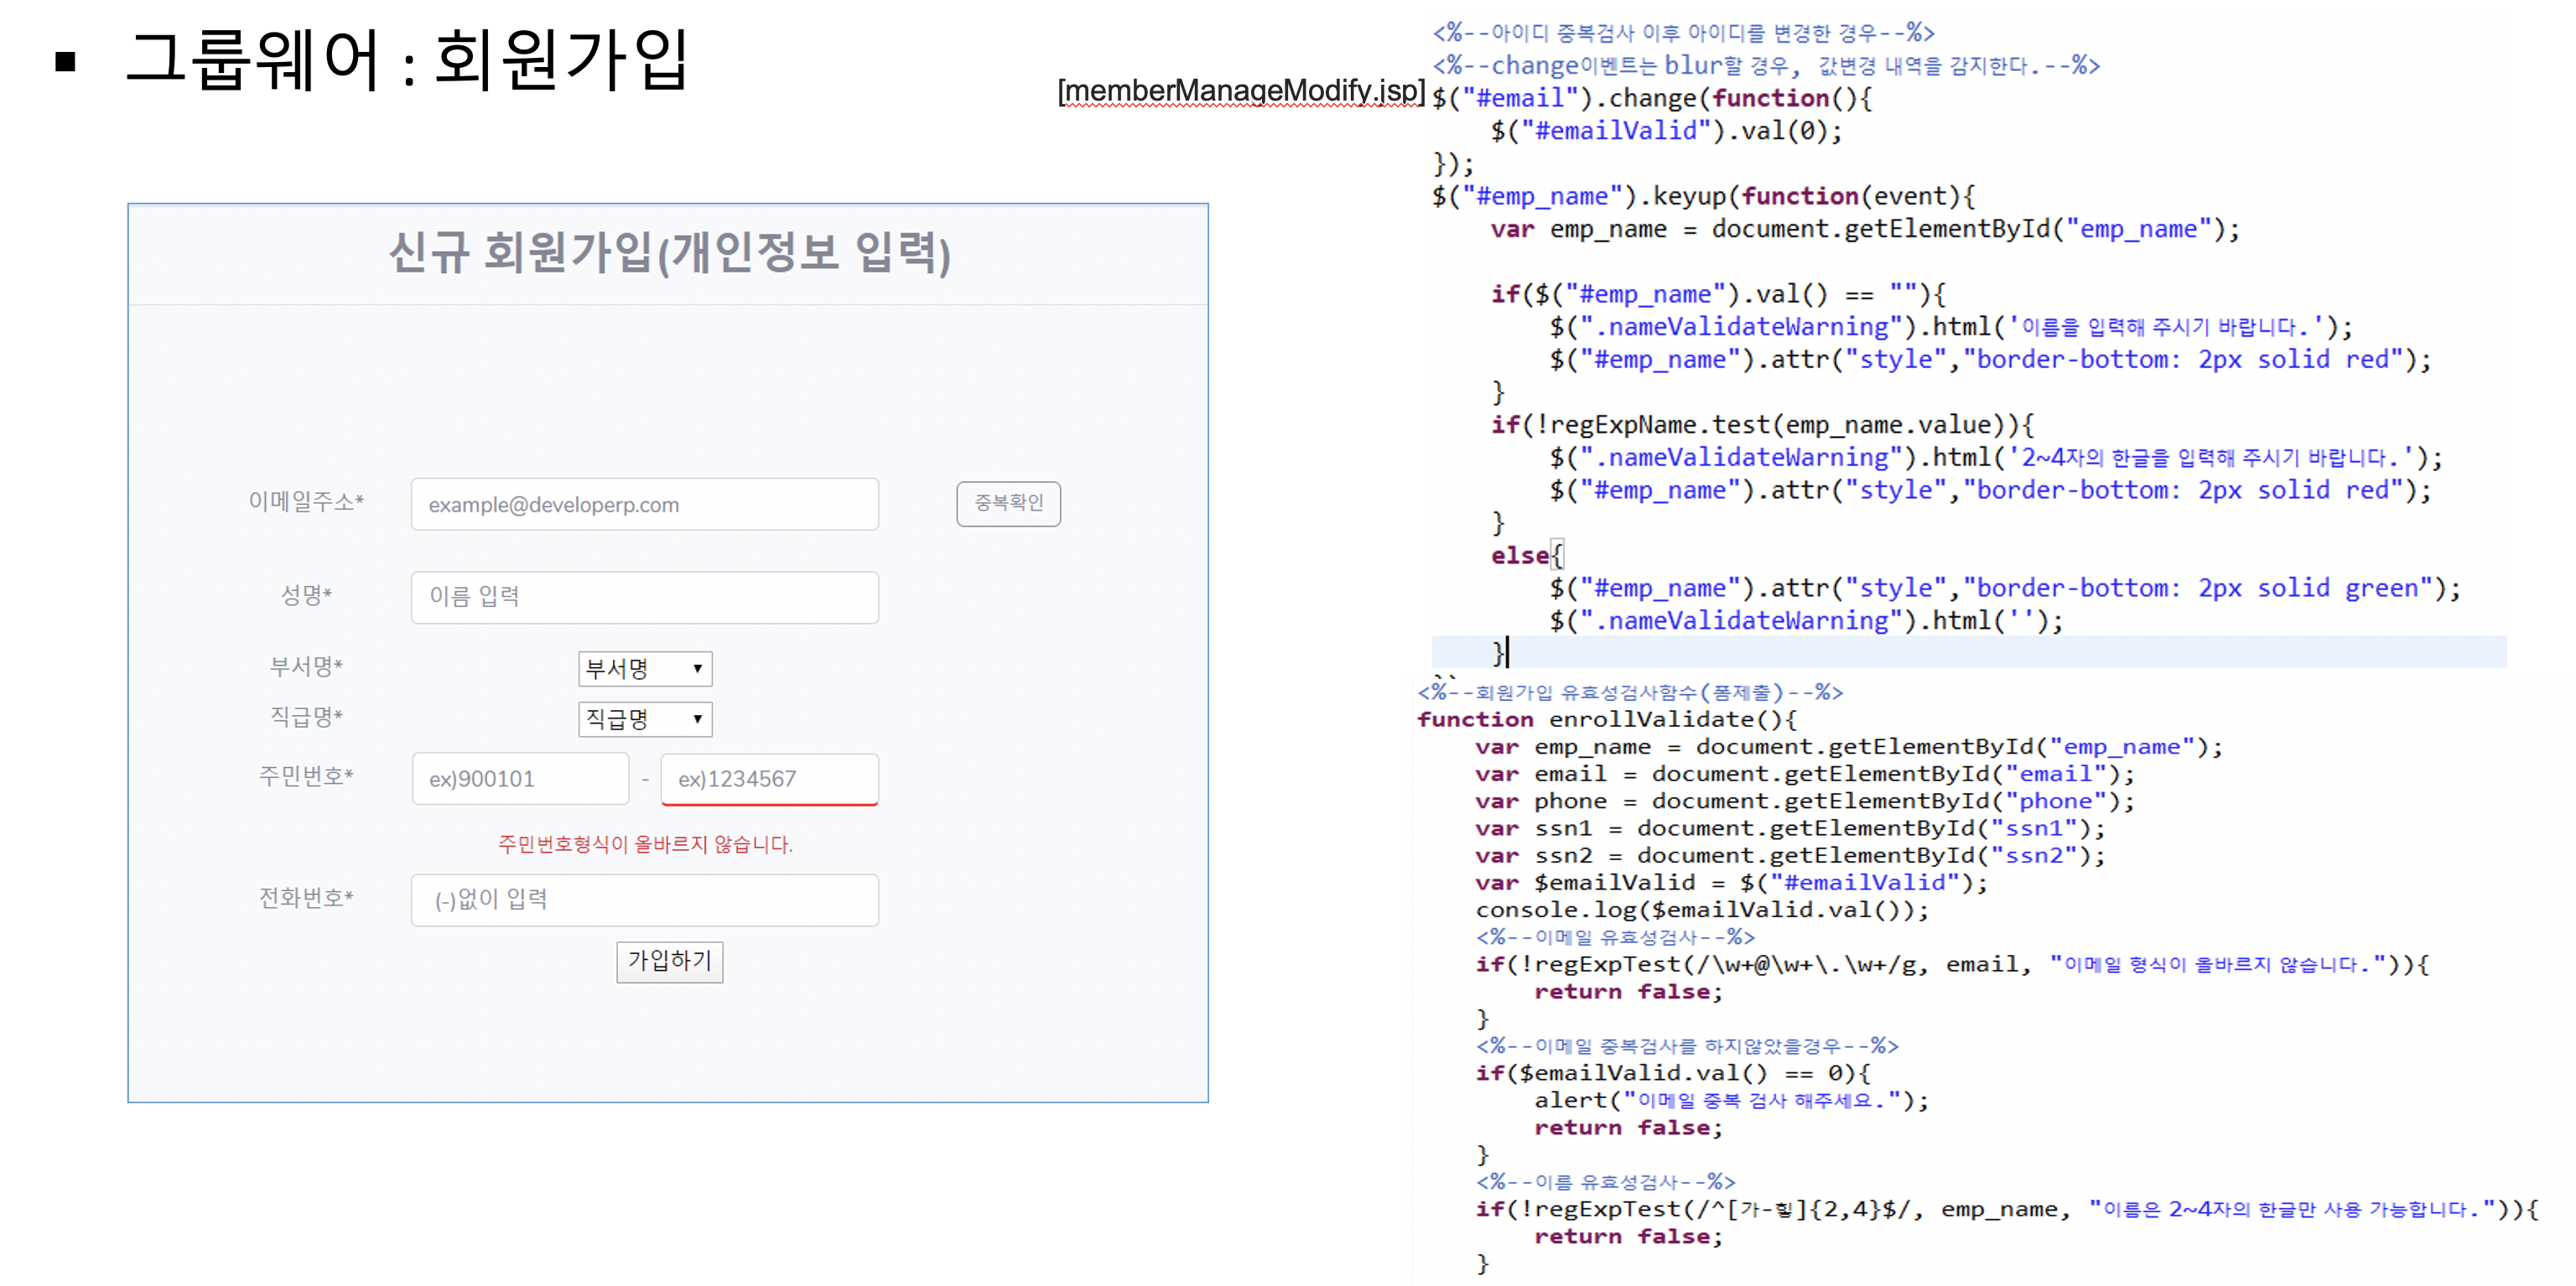 ▪ 그룹웨어 : 회원가입
[memberManageModify.jsp]
신규 회원가입(개인정보 입력)
이메일주소* example@developerp.com 중복확인
성명* 이름 입력
부서명* 부서명
직급명* 직급명
주민번호* ex)900101 - ex)1234567
주민번호형식이 올바르지 않습니다.
전화번호* (-)없이 입력
가입하기
<%--아이디 중복검사 이후 아이디를 변경한 경우--%>
<%--change이벤트는 blur할 경우, 값변경 내역을 감지한다.--%>
$("#email").change(function(){
$("#emailValid").val(0);
});
$("#emp_name").keyup(function(event){
var emp_name = document.getElementById("emp_name");
if($("#emp_name").val() == ""){
$(".nameValidateWarning").html('이름을 입력해 주시기 바랍니다.');
$("#emp_name").attr("style","border-bottom: 2px solid red");
}
if(!regExpName.test(emp_name.value)){
$(".nameValidateWarning").html('2~4자의 한글을 입력해 주시기 바랍니다.');
$("#emp_name").attr("style","border-bottom: 2px solid red");
}
else{
$("#emp_name").attr("style","border-bottom: 2px solid green");
$(".nameValidateWarning").html('');
}
<%--회원가입 유효성검사함수(폼제출)--%>
function enrollValidate(){
var emp_name = document.getElementById("emp_name");
var email = document.getElementById("email");
var phone = document.getElementById("phone");
var ssn1 = document.getElementById("ssn1");
var ssn2 = document.getElementById("ssn2");
var $emailValid = $("#emailValid");
console.log($emailValid.val());
<%--이메일 유효성검사--%>
if(!regExpTest(/\w+@\w+\.\w+/g, email, "이메일 형식이 올바르지 않습니다.")){
return false;
}
<%--이메일 중복검사를 하지않았을경우--%>
if($emailValid.val() == 0){
alert("이메일 중복 검사 해주세요.");
return false;
}
<%--이름 유효성검사--%>
if(!regExpTest(/^[가-힣]{2,4}$/, emp_name, "이름은 2~4자의 한글만 사용 가능합니다.")){
return false;
}